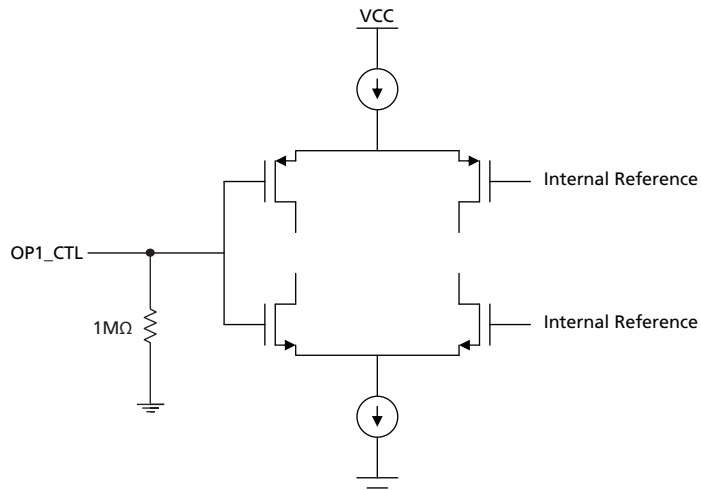 VCC
Internal Reference
OP1_CTL
1MΩ
Internal Reference